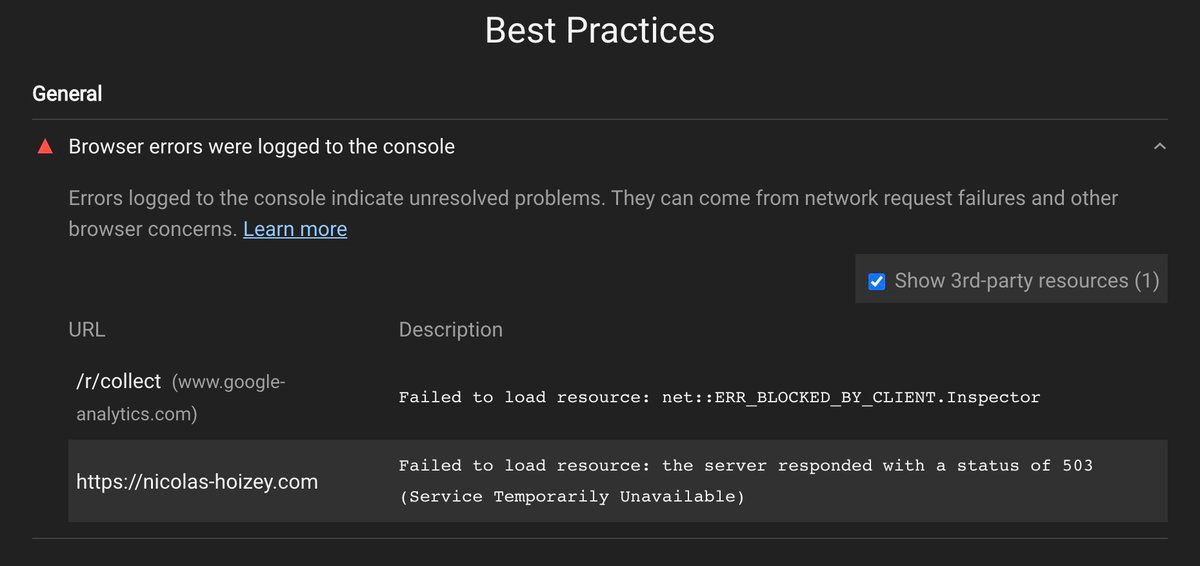 Best Practices
General
Browser errors were logged to the console
Errors logged to the console indicate unresolved problems. They can come from network request failures and other
browser concerns. Learn more
Show 3rd-party resources (1)
URL Description
/r/collect (www.google-
analytics.com)
Failed to load resource: net::ERR_BLOCKED_BY_CLIENT.Inspector
https://nicolas-hoizey.com
Failed to load resource: the server responded with a status of 503
(Service Temporarily Unavailable)